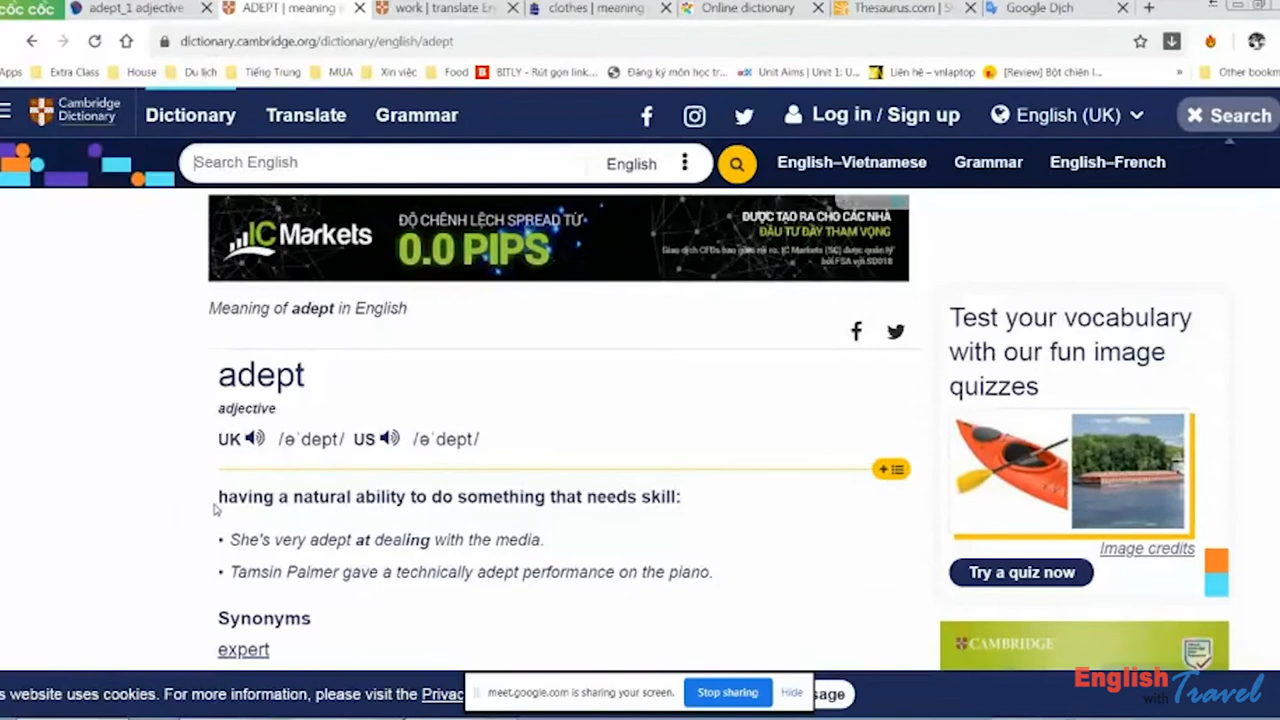 cốc cốc
adept_1 adjective
ADEPT | meaning
work | translate En
clothes | meaning
Online dictionary
Thesaurus.com | S
Google Dịch
dictionary.cambridge.org/dictionary/english/adept
Apps
Extra Class
House
Du lịch
Tiếng Trung
MUA
Xin việc
Food
BITLY - Rút gọn link...
Đăng ký môn học tr...
Unit Aims | Unit 1: U...
Liên hệ – vnlaptop
[Review] Bột chiên l...
»
Other bookm
Cambridge
Dictionary
Dictionary
Translate
Grammar
Log in / Sign up
English (UK)
Search
Search English
English
English–Vietnamese
Grammar
English–French
IC Markets
ĐỘ CHÊNH LỆCH SPREAD TỪ
0.0 PIPS
ĐƯỢC TẠO RA CHO CÁC NHÀ
ĐẦU TƯ ĐẦY THAM VỌNG
bởi FSA với SD018
Meaning of adept in English
adept
adjective
UK /əˈdept/ US /əˈdept/
having a natural ability to do something that needs skill:
• She's very adept at dealing with the media.
• Tamsin Palmer gave a technically adept performance on the piano.
Synonyms
expert
Test your vocabulary
with our fun image
quizzes
Image credits
Try a quiz now
CAMBRIDGE
s website uses cookies. For more information, please visit the Privac
meet.google.com is sharing your screen.
Stop sharing
Hide
sage
English
with Travel